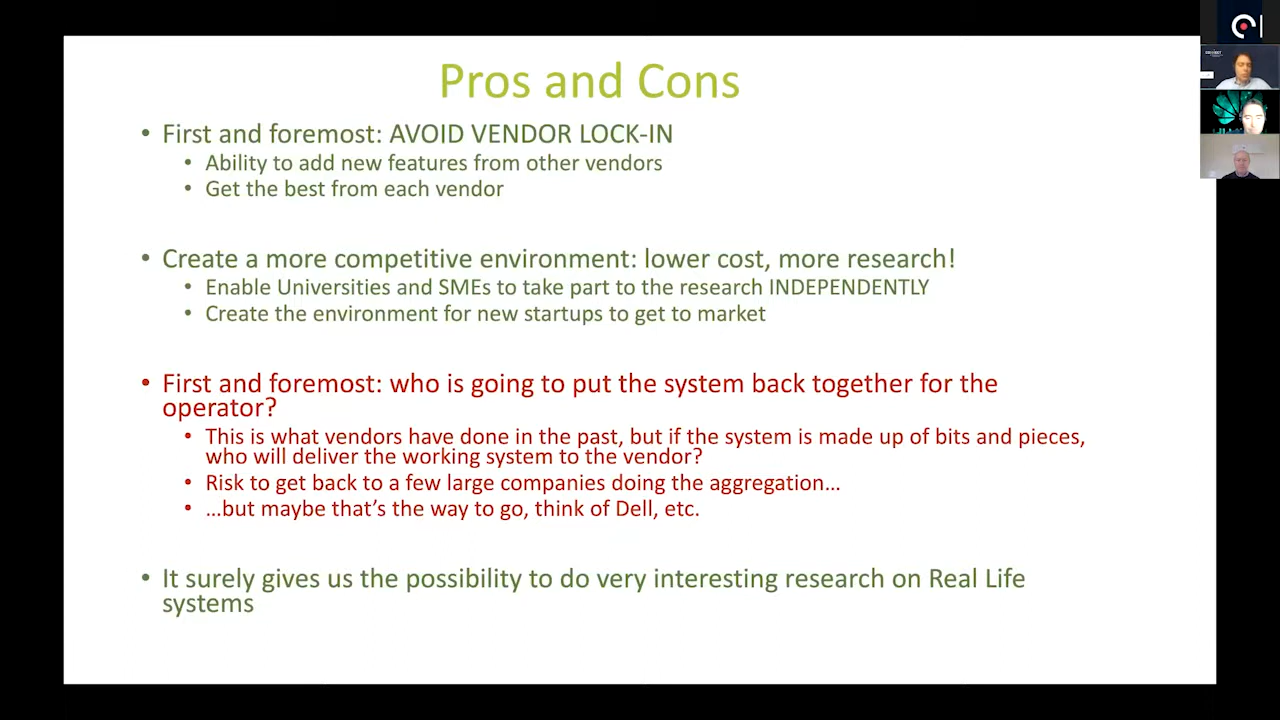 Pros and Cons
• First and foremost: AVOID VENDOR LOCK-IN
• Ability to add new features from other vendors
• Get the best from each vendor
• Create a more competitive environment: lower cost, more research!
• Enable Universities and SMEs to take part to the research INDEPENDENTLY
• Create the environment for new startups to get to market
• First and foremost: who is going to put the system back together for the
operator?
• This is what vendors have done in the past, but if the system is made up of bits and pieces,
who will deliver the working system to the vendor?
• Risk to get back to a few large companies doing the aggregation…
• …but maybe that's the way to go, think of Dell, etc.
• It surely gives us the possibility to do very interesting research on Real Life
systems